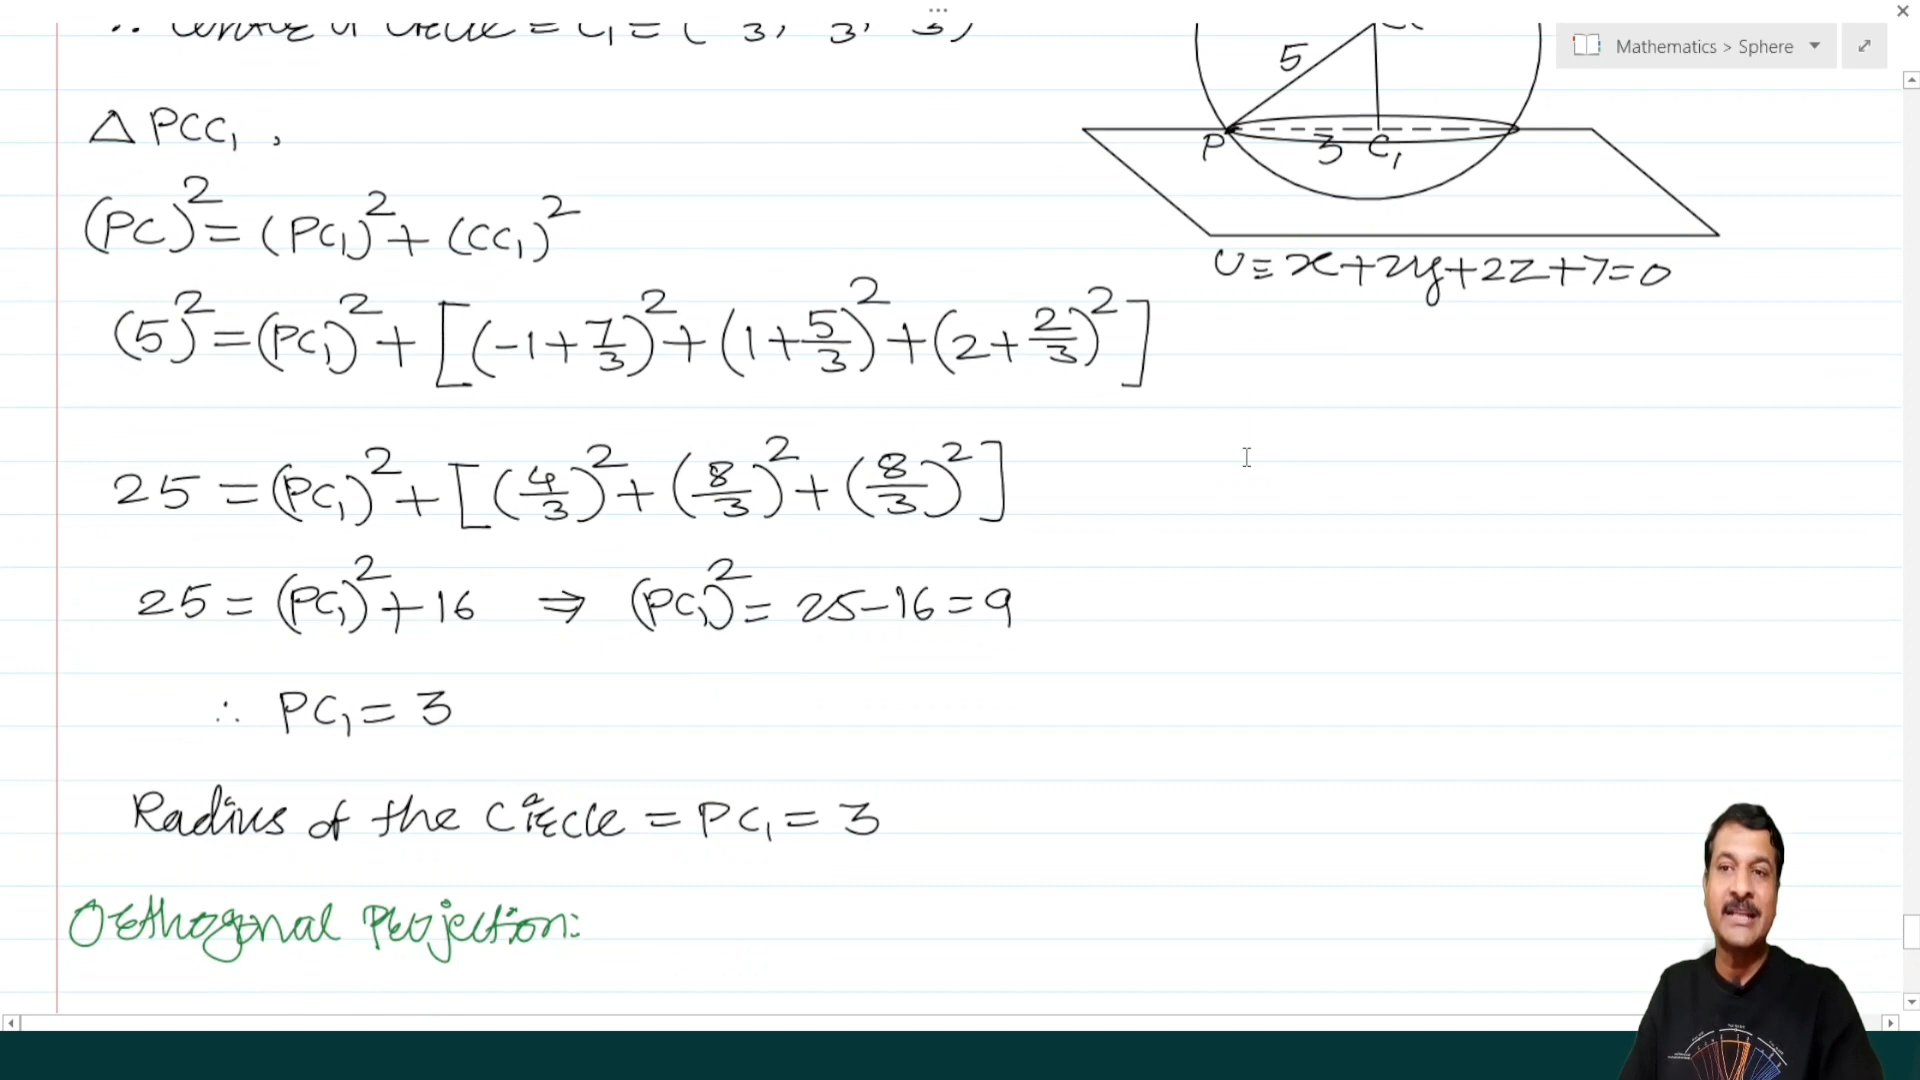 Mathematics > Sphere
5
P 3 C₁
U ≡ x+2y+2z+7=0
△ PCC₁ ,
(PC)² = (PC₁)² + (CC₁)²
(5)² = (PC₁)² + [(-1+7/3)² + (1+5/3)² + (2+2/3)²]
25 = (PC₁)² + [(4/3)² + (8/3)² + (8/3)²]
25 = (PC₁)² + 16 ⇒ (PC₁)² = 25-16 = 9
∴ PC₁ = 3
Radius of the Circle = PC₁ = 3
Orthogonal Projection: